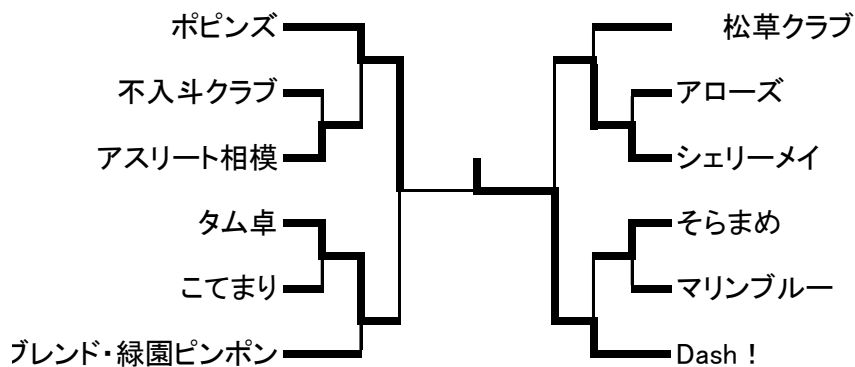 ポピンズ
不入斗クラブ
アスリート相模
タム卓
こてまり
ブレンド・緑園ピンポン
松草クラブ
アローズ
シェリーメイ
そらまめ
マリンブルー
Dash！